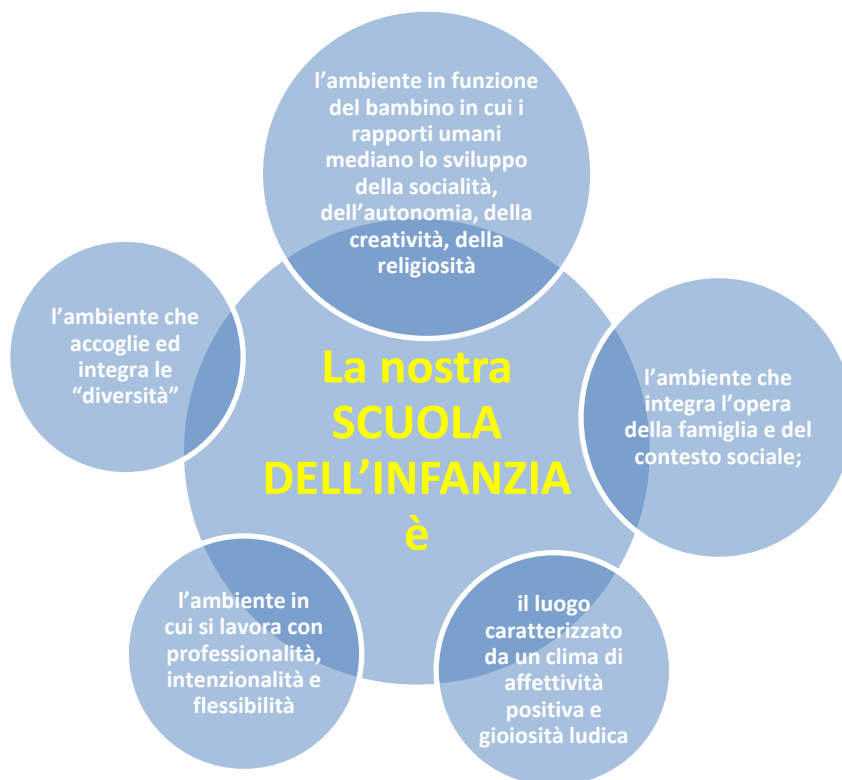 l'ambiente in funzione
del bambino in cui i
rapporti umani
mediano lo sviluppo
della socialità,
dell'autonomia, della
creatività, della
religiosità
l'ambiente che
accoglie ed
integra le
“diversità”
La nostra
SCUOLA
DELL'INFANZIA
è
l'ambiente che
integra l'opera
della famiglia e del
contesto sociale;
l'ambiente in
cui si lavora con
professionalità,
intenzionalità e
flessibilità
il luogo
caratterizzato
da un clima di
affettività
positiva e
gioiosità ludica